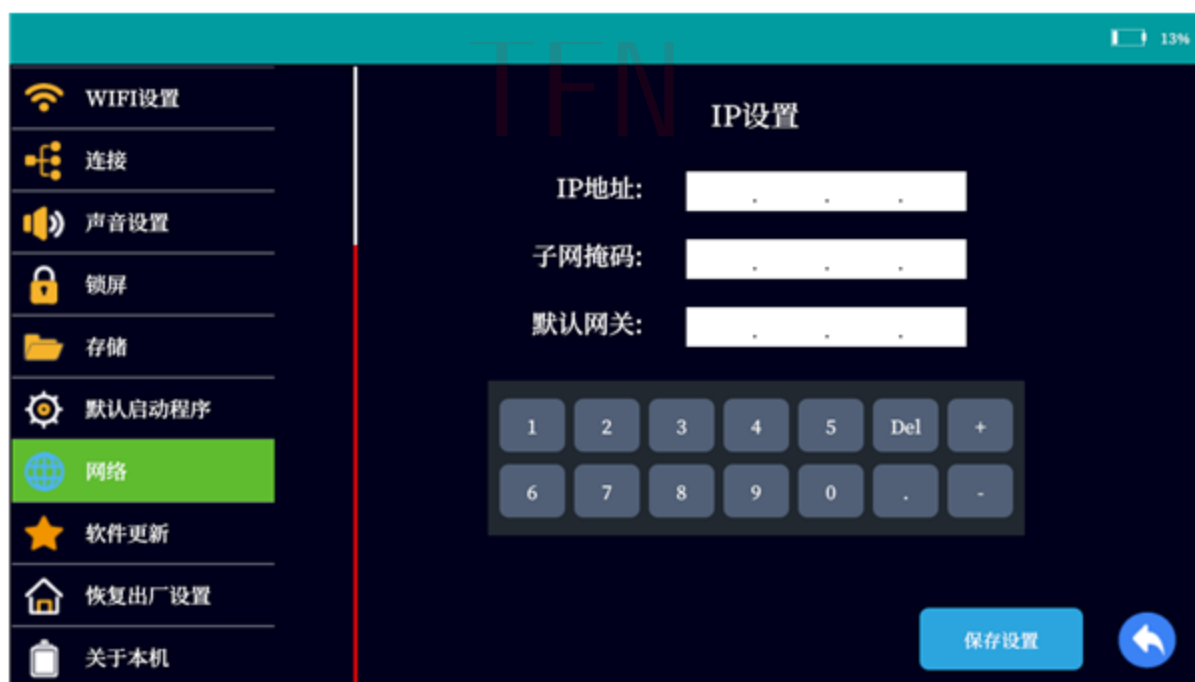 13%
TFN
WIFI设置
连接
声音设置
锁屏
存储
默认启动程序
网络
软件更新
恢复出厂设置
关于本机
IP设置
IP地址: . . .
子网掩码: . . .
默认网关: . . .
1 2 3 4 5 Del +
6 7 8 9 0 . -
保存设置